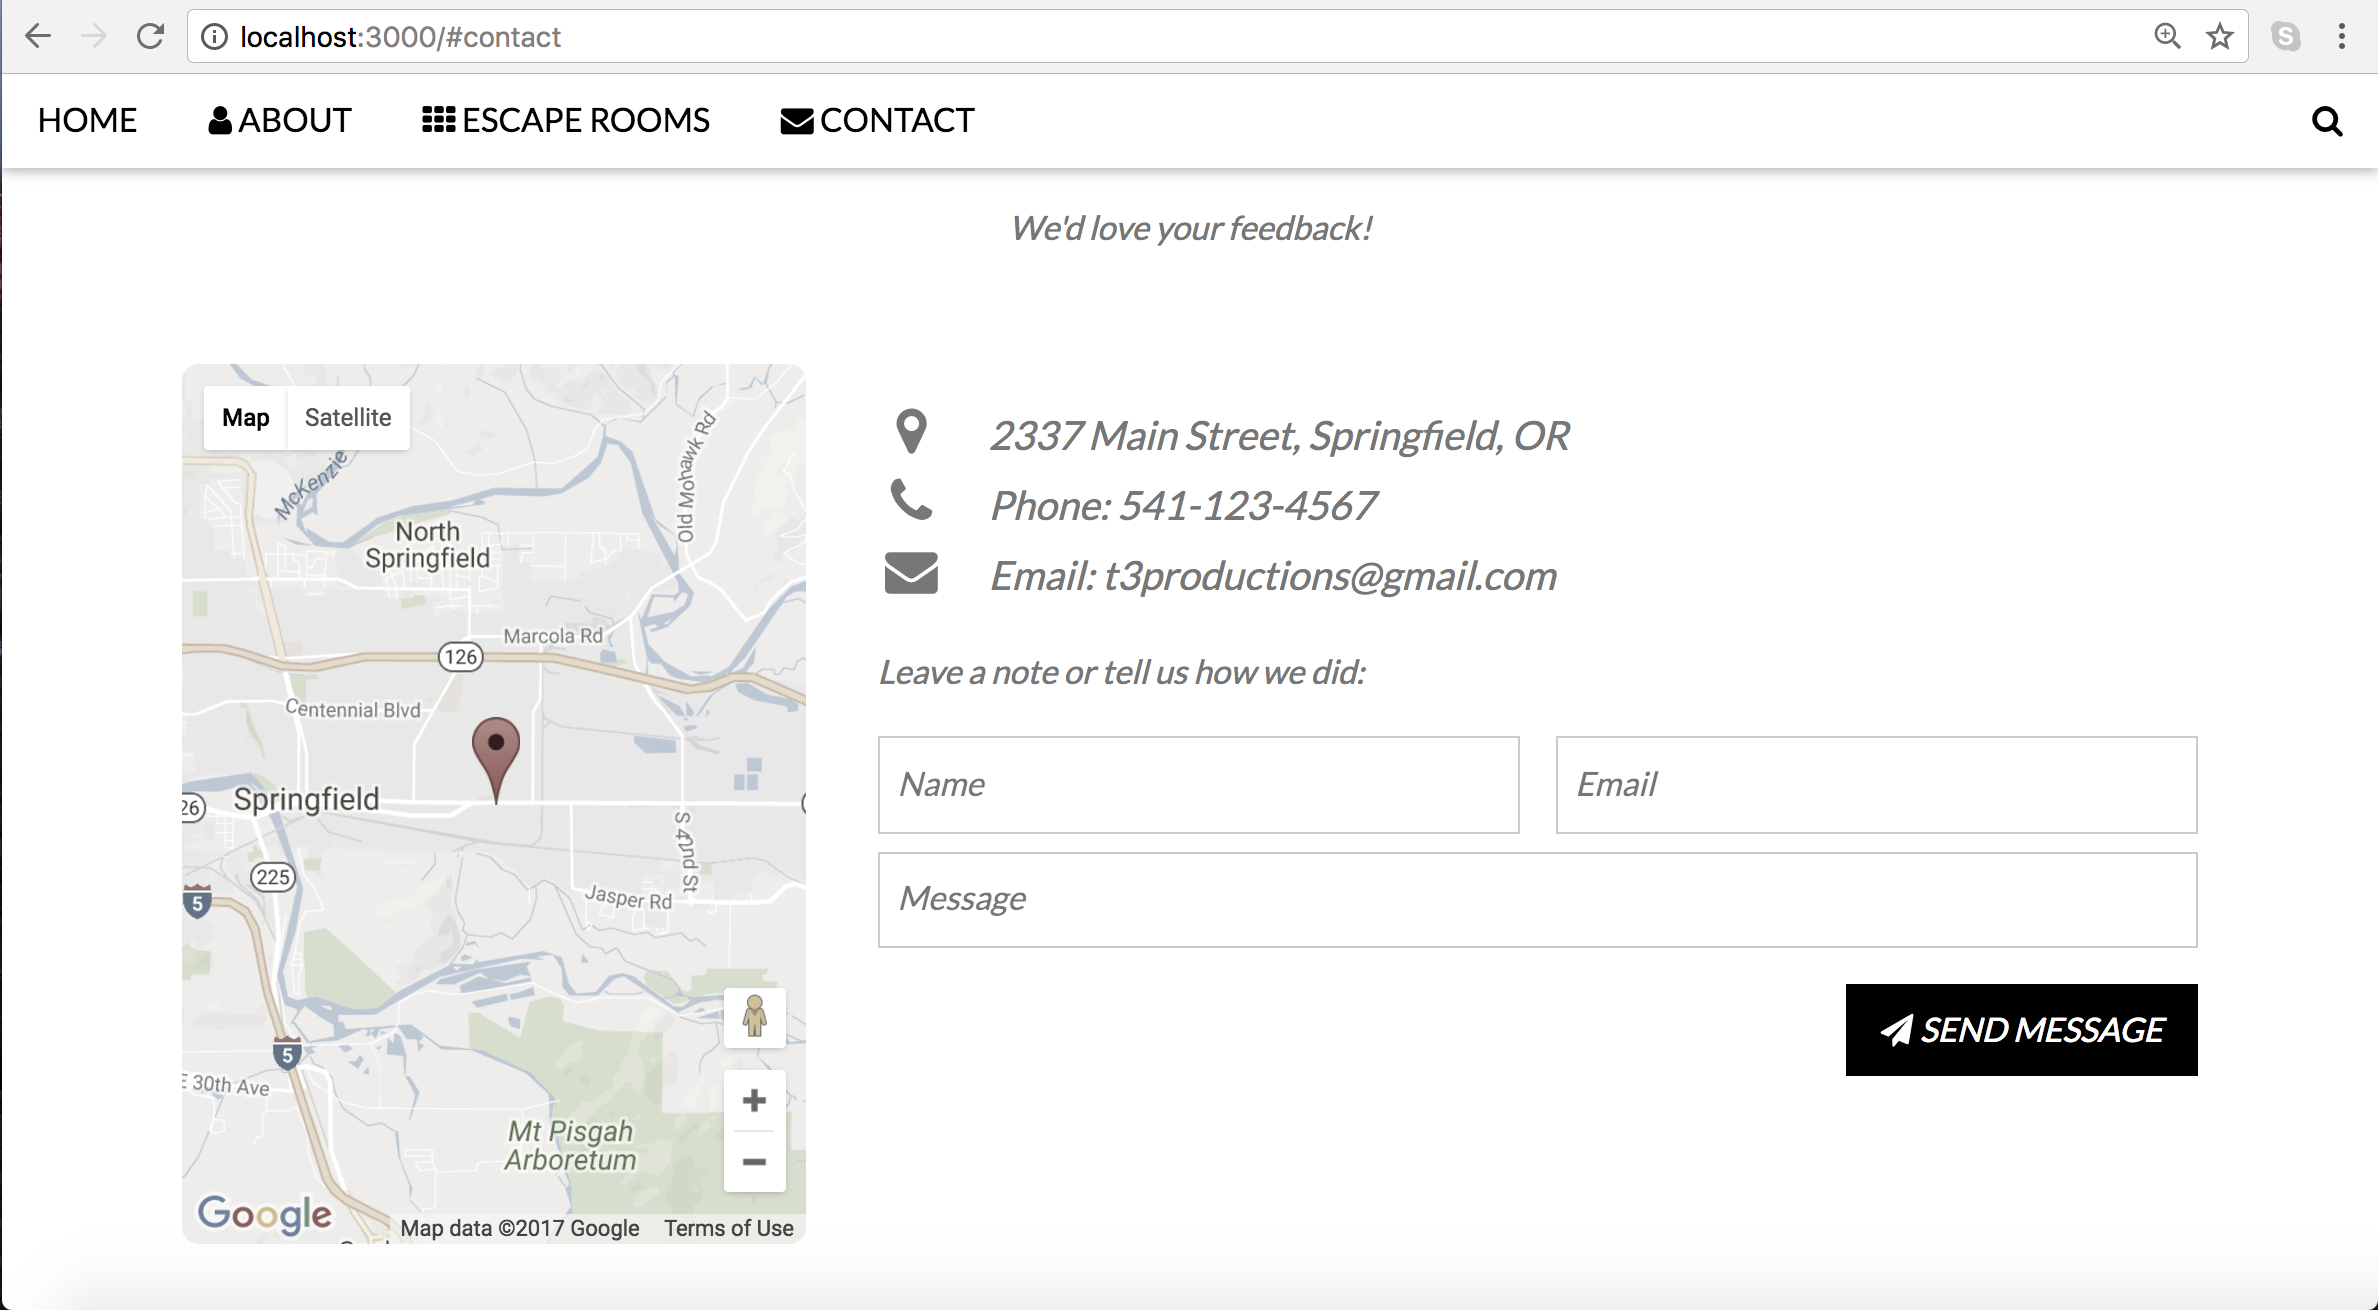 localhost:3000/#contact
HOME ABOUT ESCAPE ROOMS CONTACT
We'd love your feedback!
Map Satellite
McKenzie
Old Mohawk Rd
North
Springfield
Marcola Rd
126
Centennial Blvd
Springfield
26
S 42nd St
225
5
Jasper Rd
5
E 30th Ave
Mt Pisgah
Arboretum
Google
Map data ©2017 Google Terms of Use
2337 Main Street, Springfield, OR
Phone: 541-123-4567
Email: t3productions@gmail.com
Leave a note or tell us how we did:
Name Email
Message
SEND MESSAGE